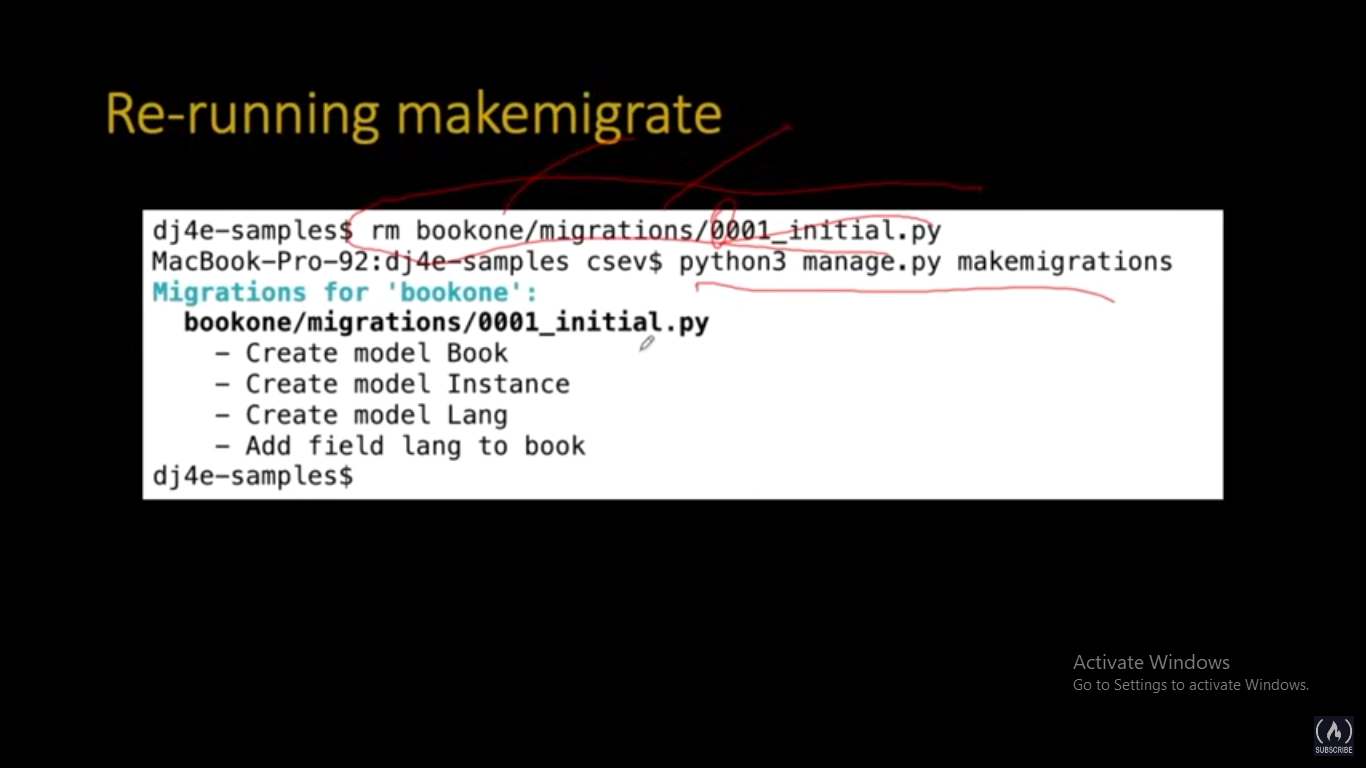 Re-running makemigrate
dj4e-samples$ rm bookone/migrations/0001_initial.py
MacBook-Pro-92:dj4e-samples csev$ python3 manage.py makemigrations
Migrations for 'bookone':
bookone/migrations/0001_initial.py
- Create model Book
- Create model Instance
- Create model Lang
- Add field lang to book
dj4e-samples$
Activate Windows
Go to Settings to activate Windows.
SUBSCRIBE